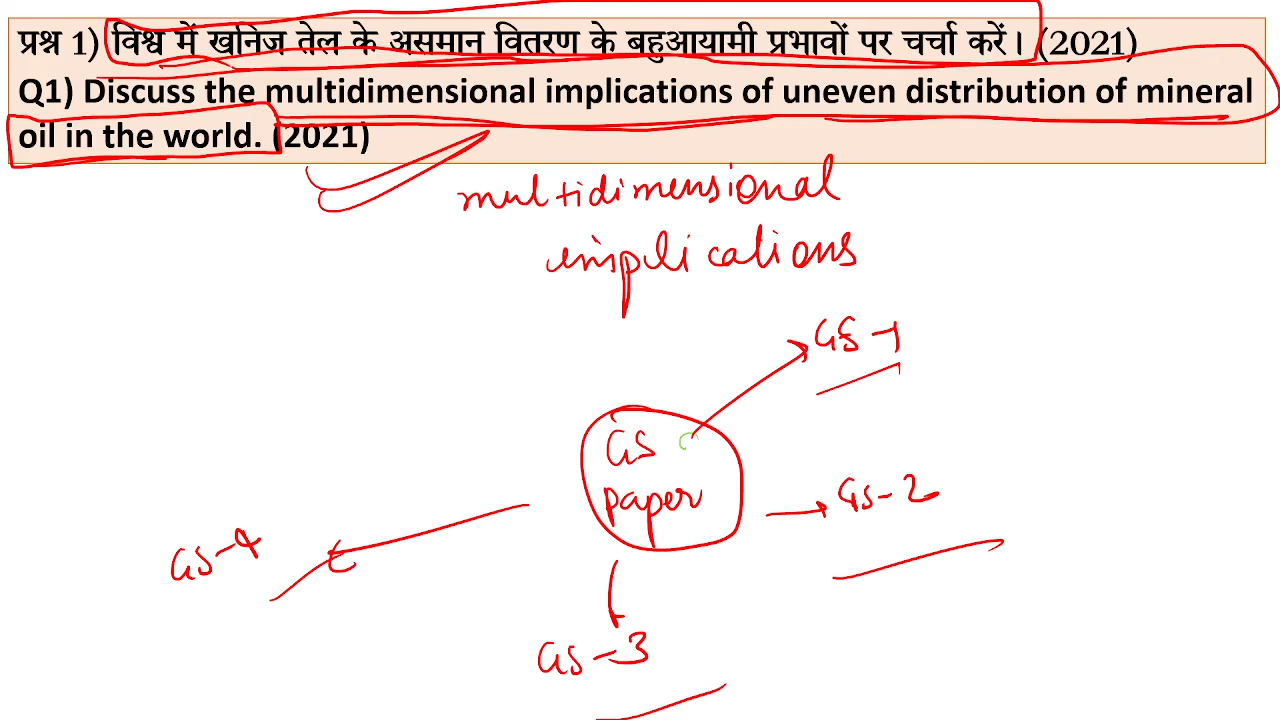 प्रश्न 1) विश्व में खनिज तेल के असमान वितरण के बहुआयामी प्रभावों पर चर्चा करें। (2021)
Q1) Discuss the multidimensional implications of uneven distribution of mineral
oil in the world. (2021)
multidimensional
implications
GS-1
GS
paper
GS-2
GS-4
GS-3